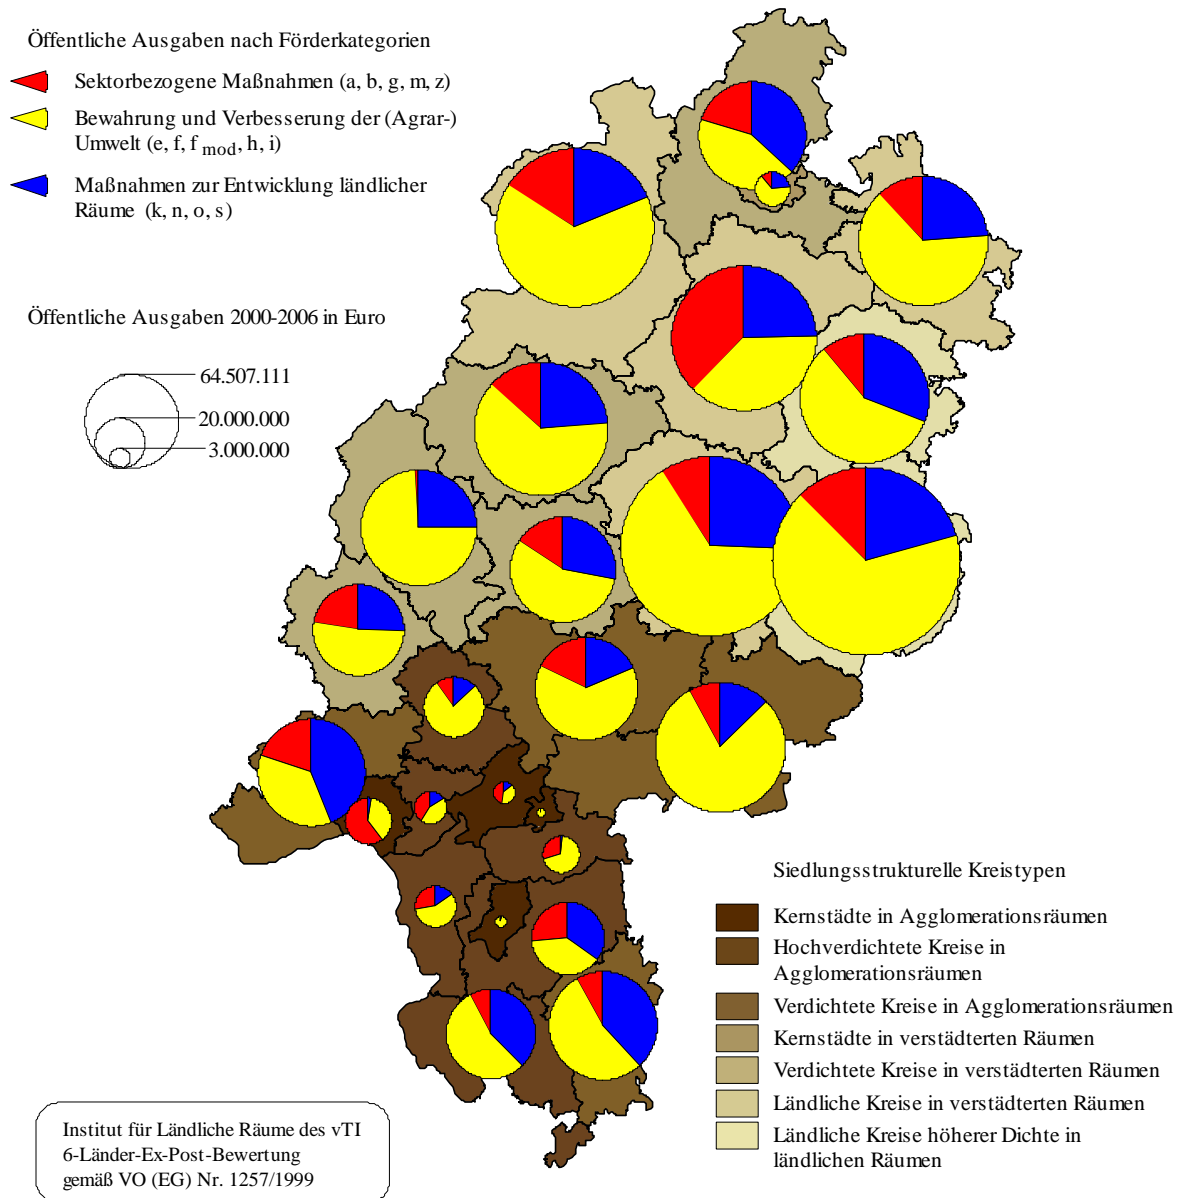 Öffentliche Ausgaben nach Förderkategorien
Sektorbezogene Maßnahmen (a, b, g, m, z)
Bewahrung und Verbesserung der (Agrar-)
Umwelt (e, f, f mod, h, i)
Maßnahmen zur Entwicklung ländlicher
Räume (k, n, o, s)
Öffentliche Ausgaben 2000-2006 in Euro
64.507.111
20.000.000
3.000.000
Siedlungsstrukturelle Kreistypen
Kernstädte in Agglomerationsräumen
Hochverdichtete Kreise in
Agglomerationsräumen
Verdichtete Kreise in Agglomerationsräumen
Kernstädte in verstädterten Räumen
Verdichtete Kreise in verstädterten Räumen
Ländliche Kreise in verstädterten Räumen
Ländliche Kreise höherer Dichte in
ländlichen Räumen
Institut für Ländliche Räume des vTI
6-Länder-Ex-Post-Bewertung
gemäß VO (EG) Nr. 1257/1999